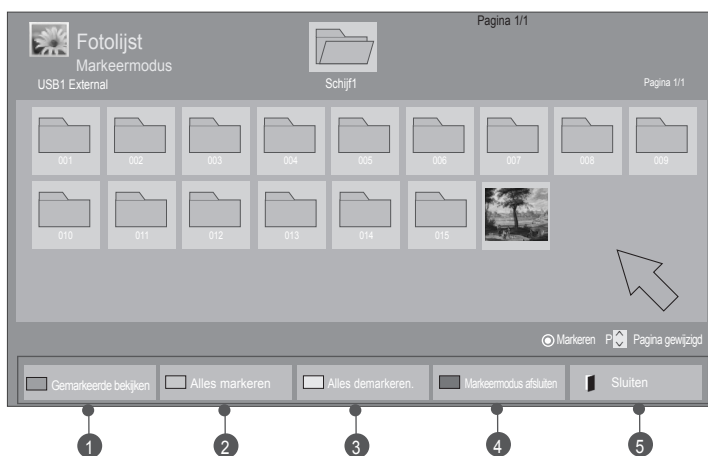 Pagina 1/1
Fotolijst
Markeermodus
USB1 External
Schijf1
Pagina 1/1
001 002 003 004 005 006 007 008 009
010 011 012 013 014 015
Markeren P Pagina gewijzigd
Gemarkeerde bekijken Alles markeren Alles demarkeren. Markeermodus afsluiten Sluiten
1 2 3 4 5